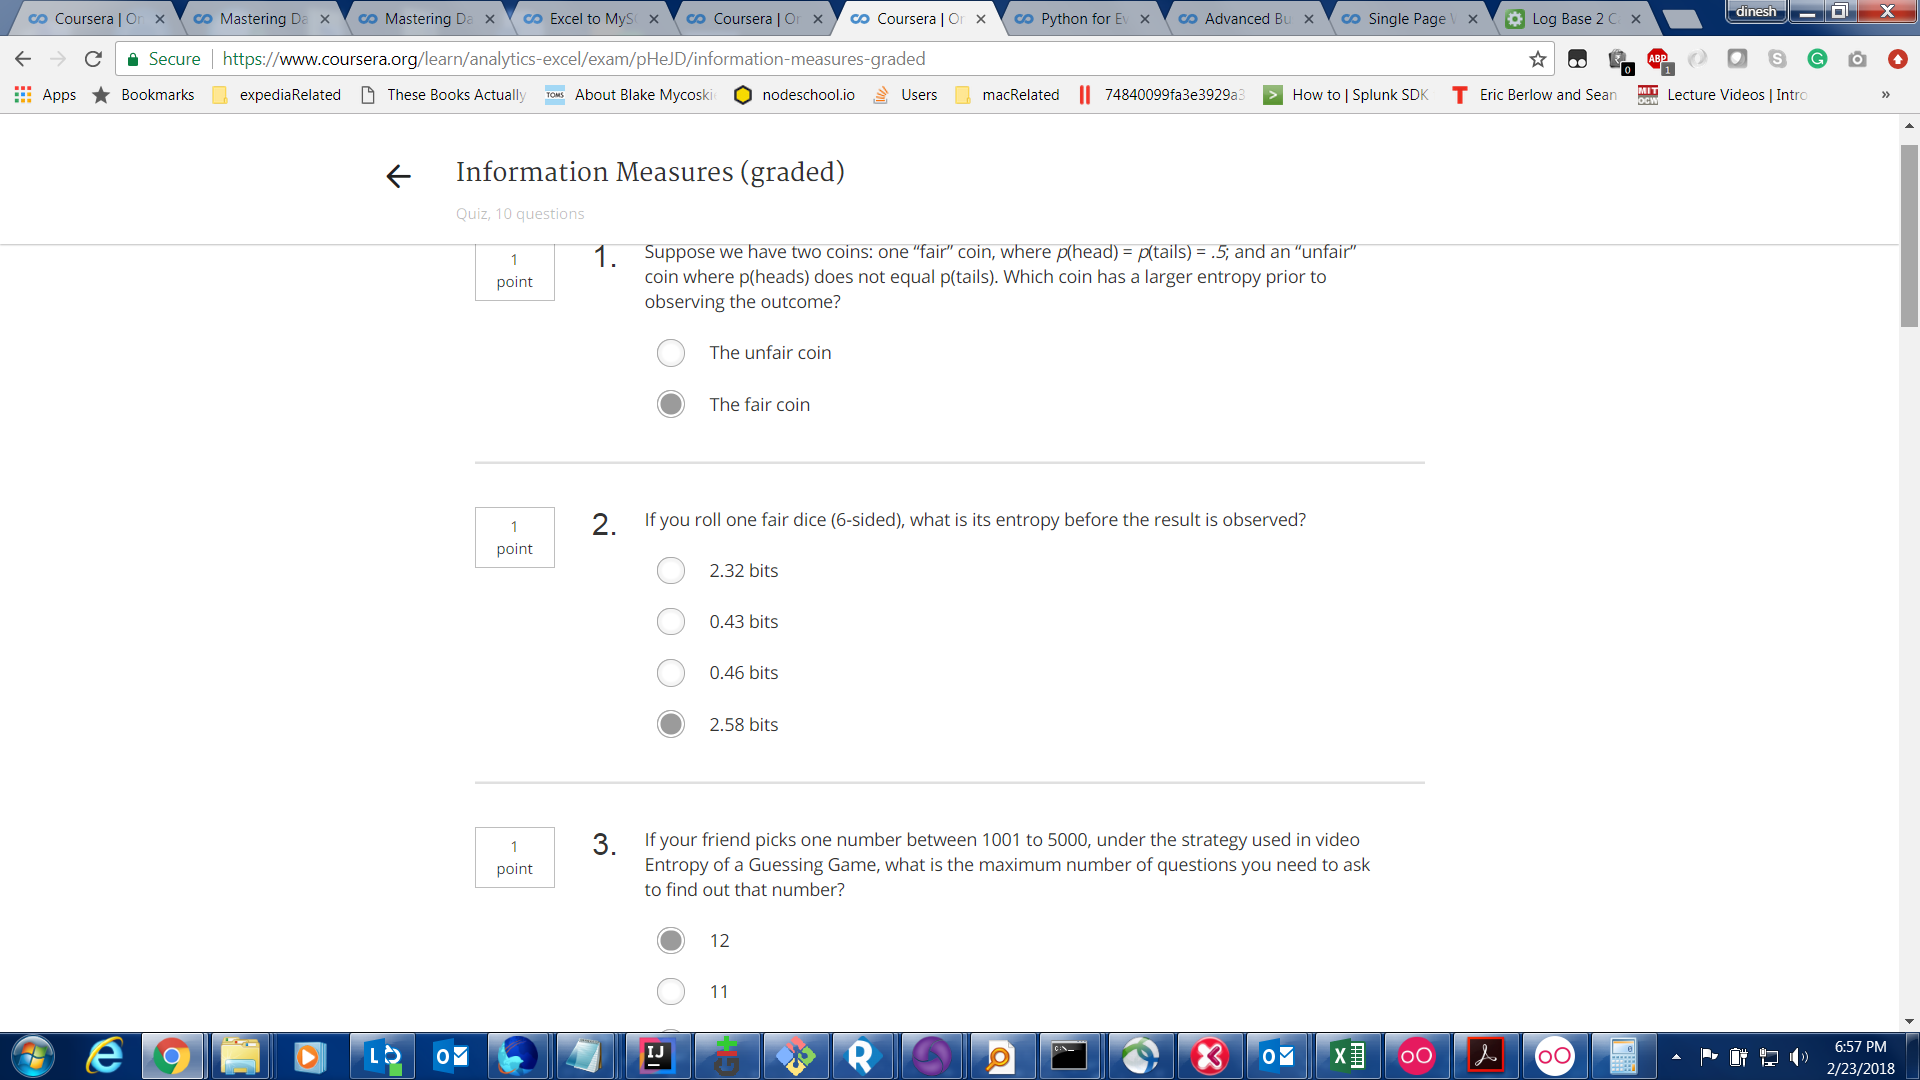 Coursera | On
Mastering Da
Mastering Da
Excel to MyS
Coursera | On
Coursera | Or
Python for Ev
Advanced Bu
Single Page
Log Base 2 C
dinesh
Secure
https://www.coursera.org/learn/analytics-excel/exam/pHeJD/information-measures-graded
0
ABP
1
Apps
Bookmarks
expediaRelated
These Books Actually
TOMS
About Blake Mycoski
nodeschool.io
Users
macRelated
74840099fa3e3929a3
How to | Splunk SDK
Eric Berlow and Sean
MIT
OCW
Lecture Videos | Intro
»
Information Measures (graded)
Quiz, 10 questions
1
point
1.
Suppose we have two coins: one “fair” coin, where p(head) = p(tails) = .5; and an “unfair”
coin where p(heads) does not equal p(tails). Which coin has a larger entropy prior to
observing the outcome?
The unfair coin
The fair coin
1
point
2.
If you roll one fair dice (6-sided), what is its entropy before the result is observed?
2.32 bits
0.43 bits
0.46 bits
2.58 bits
1
point
3.
If your friend picks one number between 1001 to 5000, under the strategy used in video
Entropy of a Guessing Game, what is the maximum number of questions you need to ask
to find out that number?
12
11
6:57 PM
2/23/2018